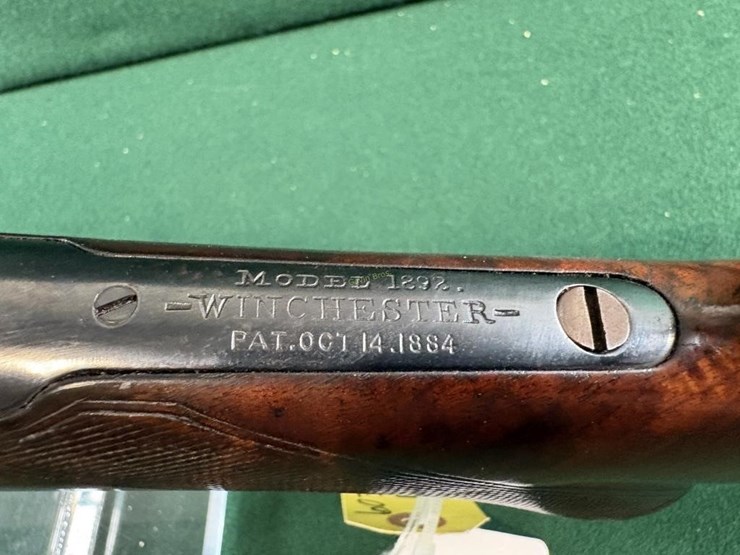 MODEL 1892.
-WINCHESTER-
PAT. OCT 14. 1884